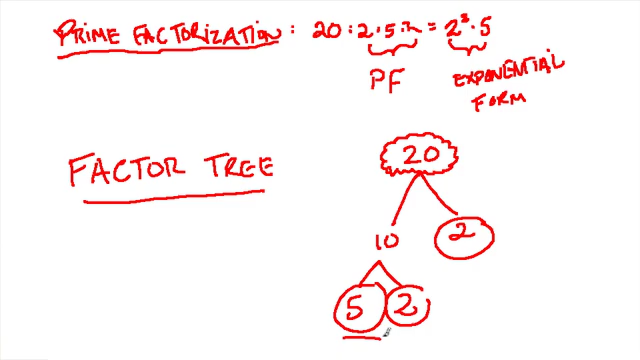 PRIME FACTORIZATION : 20 : 2 · 5 · 2 = 2² · 5
PF
EXPONENTIAL
FORM
FACTOR TREE
20
10 2
5 2